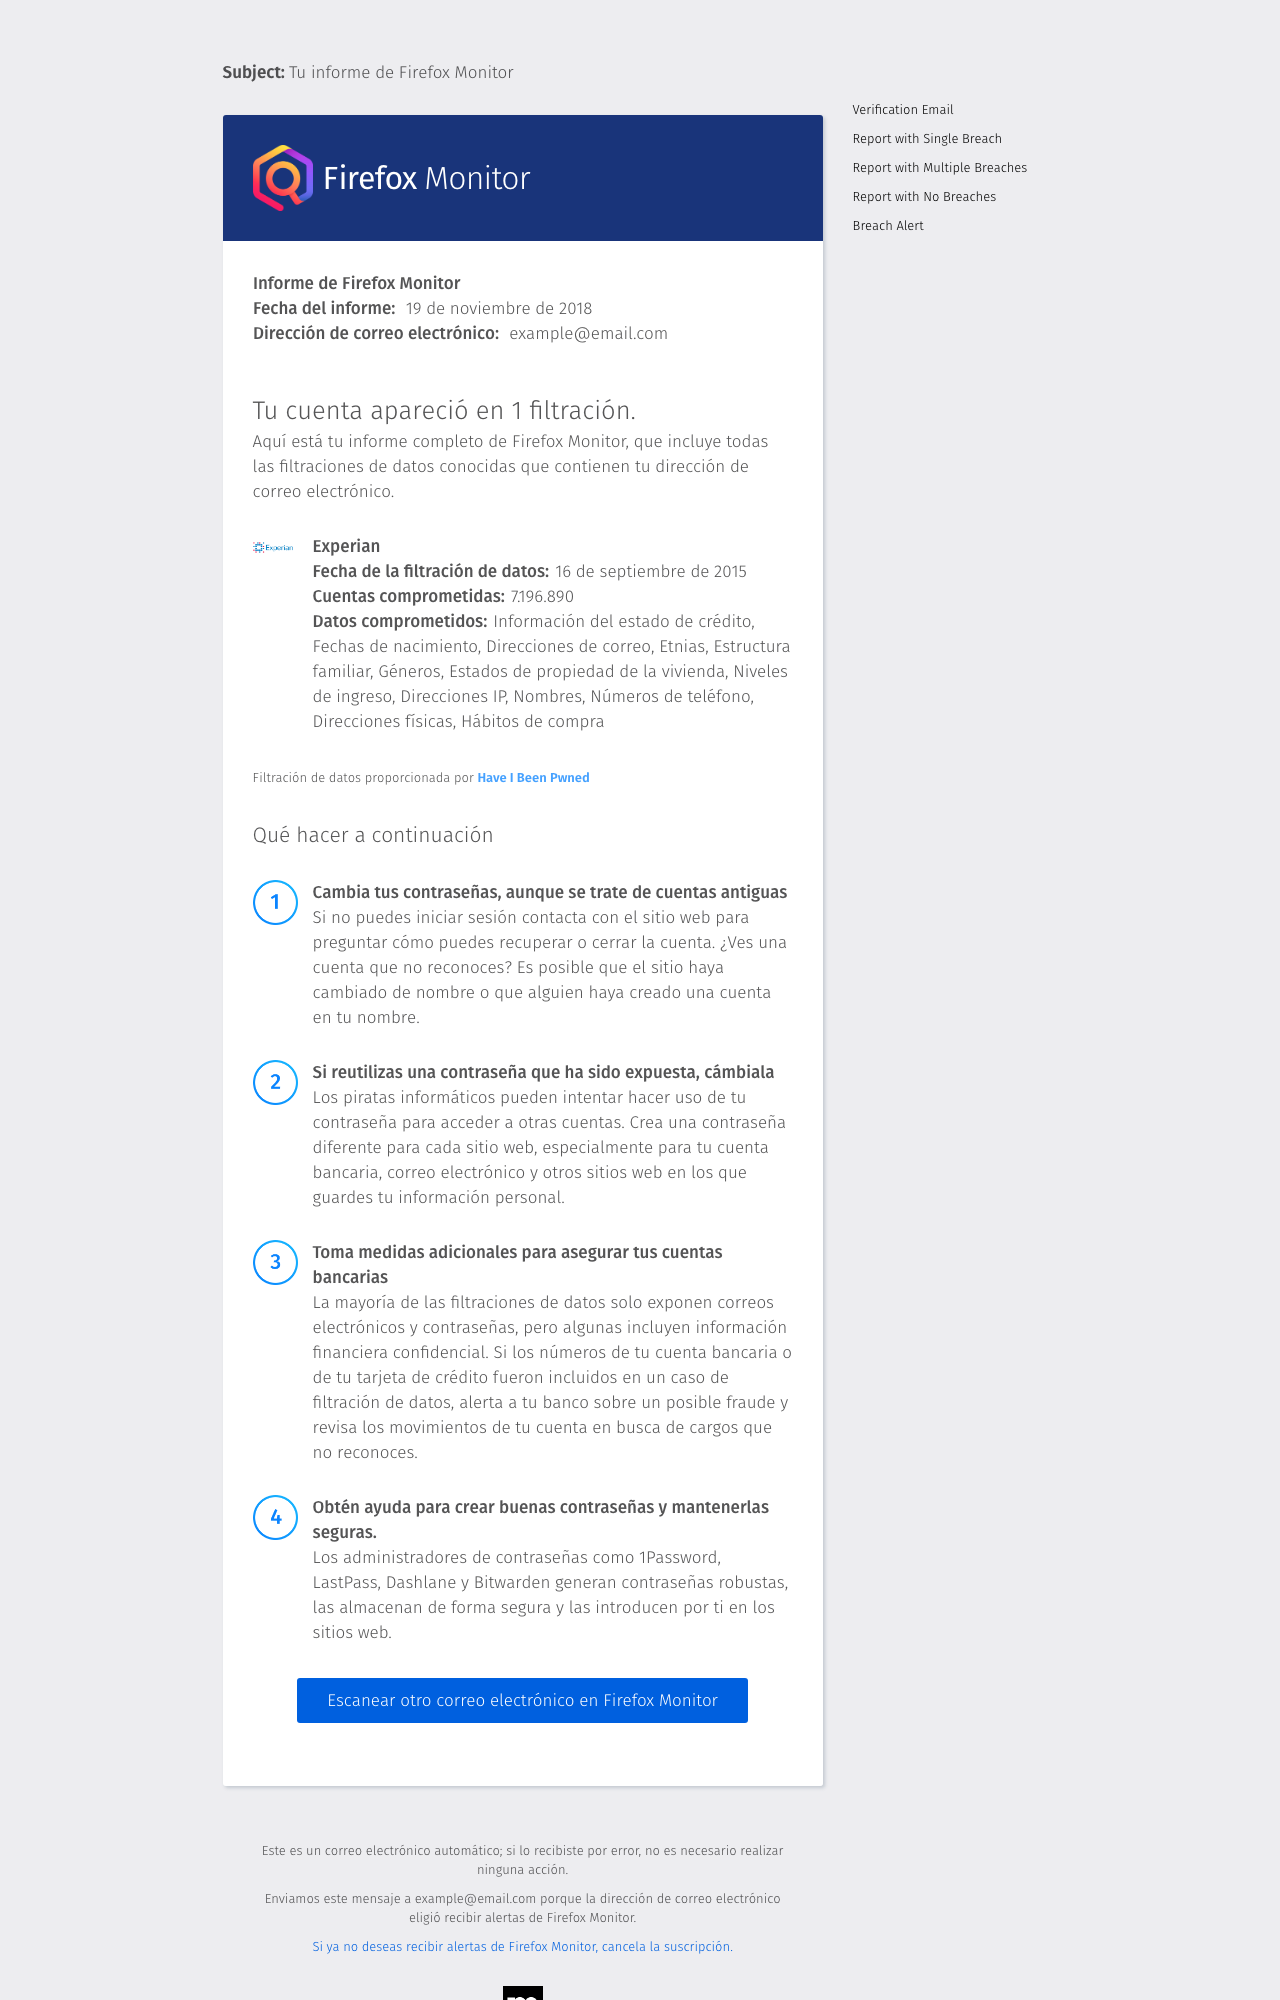 Subject: Tu informe de Firefox Monitor
Verification Email
Report with Single Breach
Report with Multiple Breaches
Report with No Breaches
Breach Alert
Firefox Monitor
Informe de Firefox Monitor
Fecha del informe: 19 de noviembre de 2018
Dirección de correo electrónico: example@email.com
Tu cuenta apareció en 1 filtración.
Aquí está tu informe completo de Firefox Monitor, que incluye todas
las filtraciones de datos conocidas que contienen tu dirección de
correo electrónico.
Experian
Experian
Fecha de la filtración de datos: 16 de septiembre de 2015
Cuentas comprometidas: 7.196.890
Datos comprometidos: Información del estado de crédito,
Fechas de nacimiento, Direcciones de correo, Etnias, Estructura
familiar, Géneros, Estados de propiedad de la vivienda, Niveles
de ingreso, Direcciones IP, Nombres, Números de teléfono,
Direcciones físicas, Hábitos de compra
Filtración de datos proporcionada por Have I Been Pwned
Qué hacer a continuación
1
Cambia tus contraseñas, aunque se trate de cuentas antiguas
Si no puedes iniciar sesión contacta con el sitio web para
preguntar cómo puedes recuperar o cerrar la cuenta. ¿Ves una
cuenta que no reconoces? Es posible que el sitio haya
cambiado de nombre o que alguien haya creado una cuenta
en tu nombre.
2
Si reutilizas una contraseña que ha sido expuesta, cámbiala
Los piratas informáticos pueden intentar hacer uso de tu
contraseña para acceder a otras cuentas. Crea una contraseña
diferente para cada sitio web, especialmente para tu cuenta
bancaria, correo electrónico y otros sitios web en los que
guardes tu información personal.
3
Toma medidas adicionales para asegurar tus cuentas
bancarias
La mayoría de las filtraciones de datos solo exponen correos
electrónicos y contraseñas, pero algunas incluyen información
financiera confidencial. Si los números de tu cuenta bancaria o
de tu tarjeta de crédito fueron incluidos en un caso de
filtración de datos, alerta a tu banco sobre un posible fraude y
revisa los movimientos de tu cuenta en busca de cargos que
no reconoces.
4
Obtén ayuda para crear buenas contraseñas y mantenerlas
seguras.
Los administradores de contraseñas como 1Password,
LastPass, Dashlane y Bitwarden generan contraseñas robustas,
las almacenan de forma segura y las introducen por ti en los
sitios web.
Escanear otro correo electrónico en Firefox Monitor
Este es un correo electrónico automático; si lo recibiste por error, no es necesario realizar
ninguna acción.
Enviamos este mensaje a example@email.com porque la dirección de correo electrónico
eligió recibir alertas de Firefox Monitor.
Si ya no deseas recibir alertas de Firefox Monitor, cancela la suscripción.